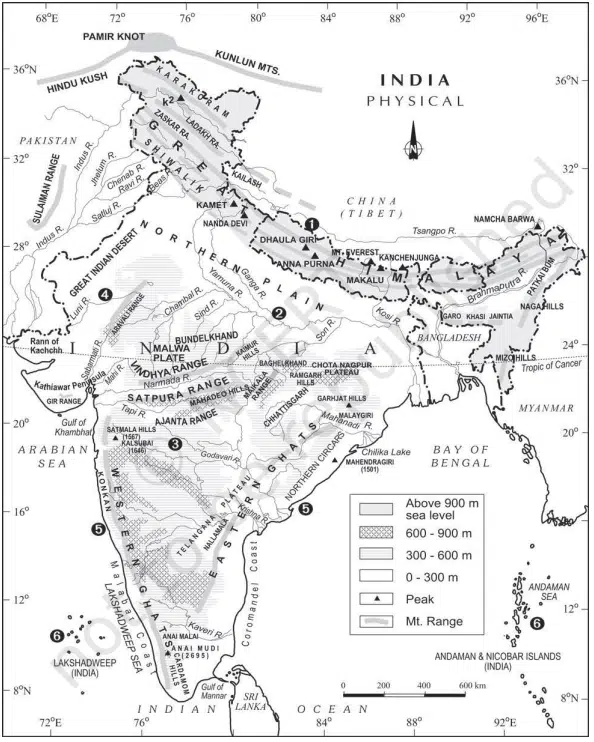 68°E 72°E 76°E 80°E 84°E 88°E 92°E 96°E
PAMIR KNOT
KUNLUN MTS.
HINDU KUSH
INDIA
PHYSICAL
36°N
36°N
KARAKORAM
K2
LADAKH RA.
ZASKAR RA.
PAKISTAN
Indus R.
Jhelum R.
Chenab R.
Ravi R.
Beas R.
Satluj R.
Indus R.
SULAIMAN RANGE
32°N
32°N
GREAT HIMALAYA
SHIWALIK
KAILASH
CHINA
(TIBET)
KAMET
NANDA DEVI
1
Tsangpo R.
NAMCHA BARWA
DHAULA GIRI
MT. EVEREST
KANCHENJUNGA
ANNA PURNA
MAKALU
28°N
28°N
GREAT INDIAN DESERT
NORTHERN PLAIN
Ganga R.
Yamuna R.
Brahmaputra R.
PATKAI BUM
NAGA HILLS
4
Luni R.
ARAVALI RANGE
Chambal R.
Sind R.
2
Son R.
Kosi R.
GARO KHASI JAINTIA
BANGLADESH
Rann of
Kachchh
INDIA
BUNDELKHAND
MALWA
PLATE
KAIMUR
HILLS
24°N
24°N
Sabarmati R.
Mahi R.
VINDHYA RANGE
BAGHELKHAND
CHOTA NAGPUR
PLATEAU
RAMGARH
HILLS
MIZO HILLS
Tropic of Cancer
Kathiawar Peninsula
GIR RANGE
Narmada R.
SATPURA RANGE
MAHADEO HILLS
MAIKALA
RANGE
CHHATTISGARH
GARHJAT HILLS
MALAYGIRI
MYANMAR
Tapi R.
AJANTA RANGE
Mahanadi R.
Gulf of
Khambhat
20°N
20°N
ARABIAN
SEA
SATMALA HILLS
(1567)
KALSUBAI
(1646)
3
Godavari R.
Chilika Lake
MAHENDRAGIRI
(1501)
BAY OF
BENGAL
NORTHERN CIRCARS
EASTERN GHATS
WESTERN GHATS
KONKAN
TELANGANA PLATEAU
NALLAMALA
Krishna R.
16°N
16°N
5
5
Above 900 m
sea level
600 - 900 m
300 - 600 m
0 - 300 m
Peak
Mt. Range
Malabar Coast
LAKSHADWEEP SEA
Coromandel Coast
12°N
12°N
ANDAMAN
SEA
6
6
LAKSHADWEEP
(INDIA)
Kaveri R.
ANAI MALAI
ANAI MUDI
(2695)
CARDAMOM
HILLS
ANDAMAN & NICOBAR ISLANDS
(INDIA)
8°N
8°N
Gulf of
Mannar
SRI
LANKA
0 200 400 600 km
INDIAN OCEAN
72°E 76°E 80°E 84°E 88°E 92°E
not
published